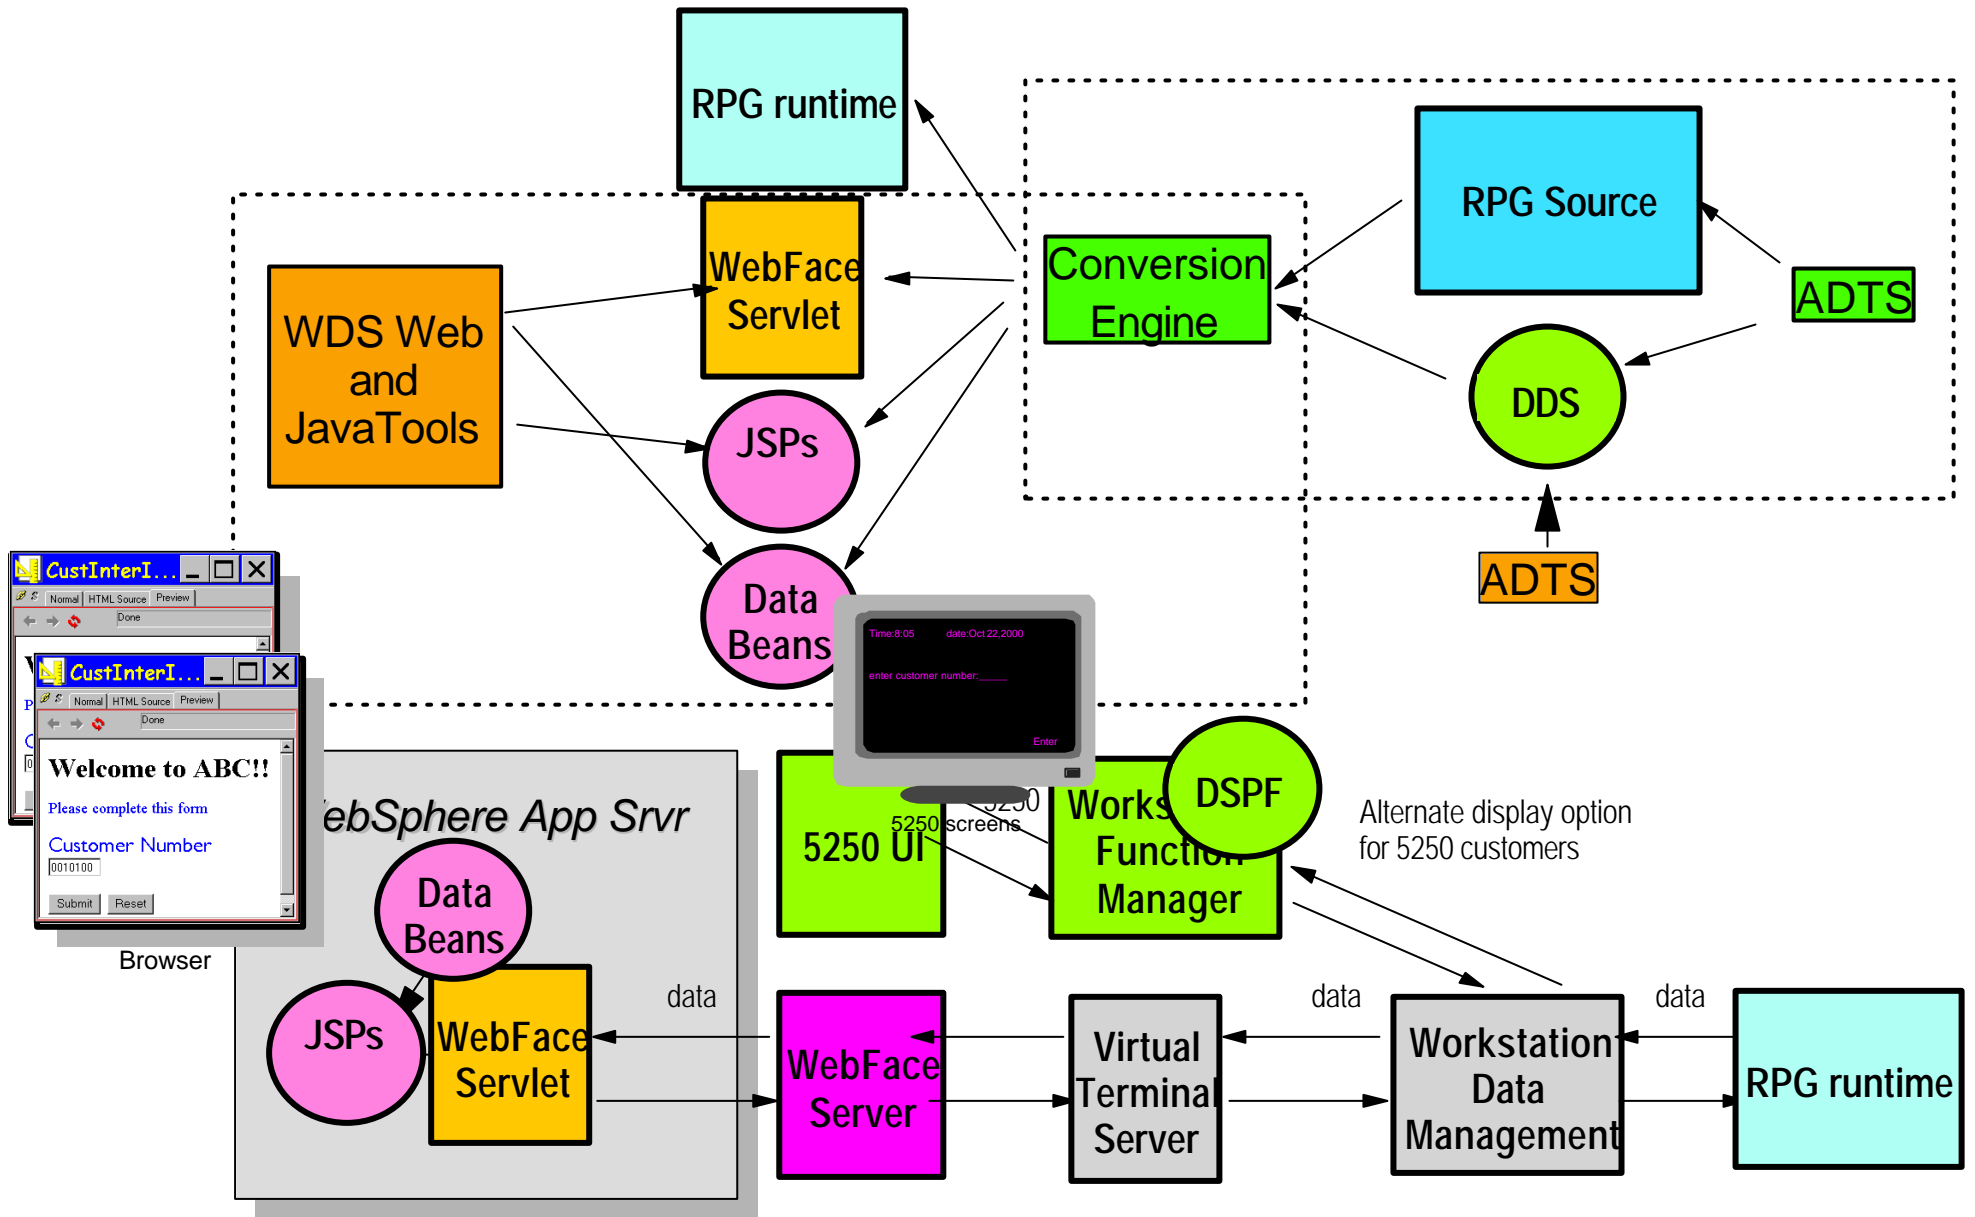 RPG runtime
RPG Source
ADTS
Conversion
Engine
WebFace
Servlet
WDS Web
and
JavaTools
DDS
JSPs
ADTS
Data
Beans
CustInterI...
Normal
HTML Source
Preview
Done
Time:8:05
date:Oct 22,2000
enter customer number:_____
Enter
CustInterI...
Normal
HTML Source
Preview
Done
Welcome to ABC!!
Please complete this form
Customer Number
0010100
Submit
Reset
Browser
ebSphere App Srvr
5250 UI
5250
5250 screens
Function
Manager
DSPF
Alternate display option
for 5250 customers
Data
Beans
JSPs
WebFace
Servlet
data
WebFace
Server
Virtual
Terminal
Server
data
Workstation
Data
Management
data
RPG runtime